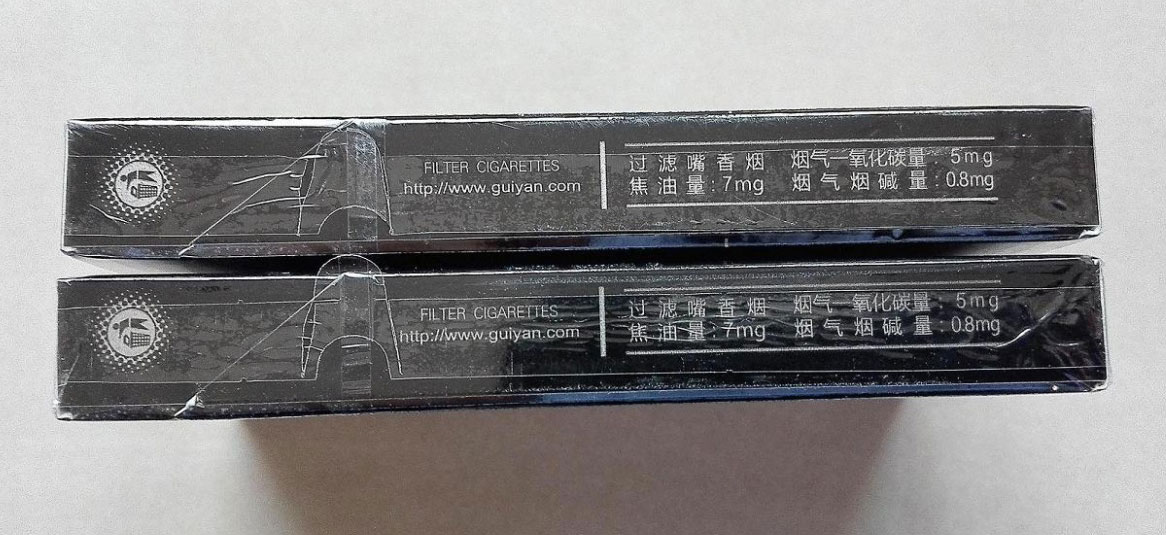 FILTER CIGARETTES
http://www.guiyan.com
过滤嘴香烟 烟气一氧化碳量：5mg
焦油量：7mg 烟气烟碱量：0.8mg
FILTER CIGARETTES
http://www.guiyan.com
过滤嘴香烟 烟气一氧化碳量：5mg
焦油量：7mg 烟气烟碱量：0.8mg